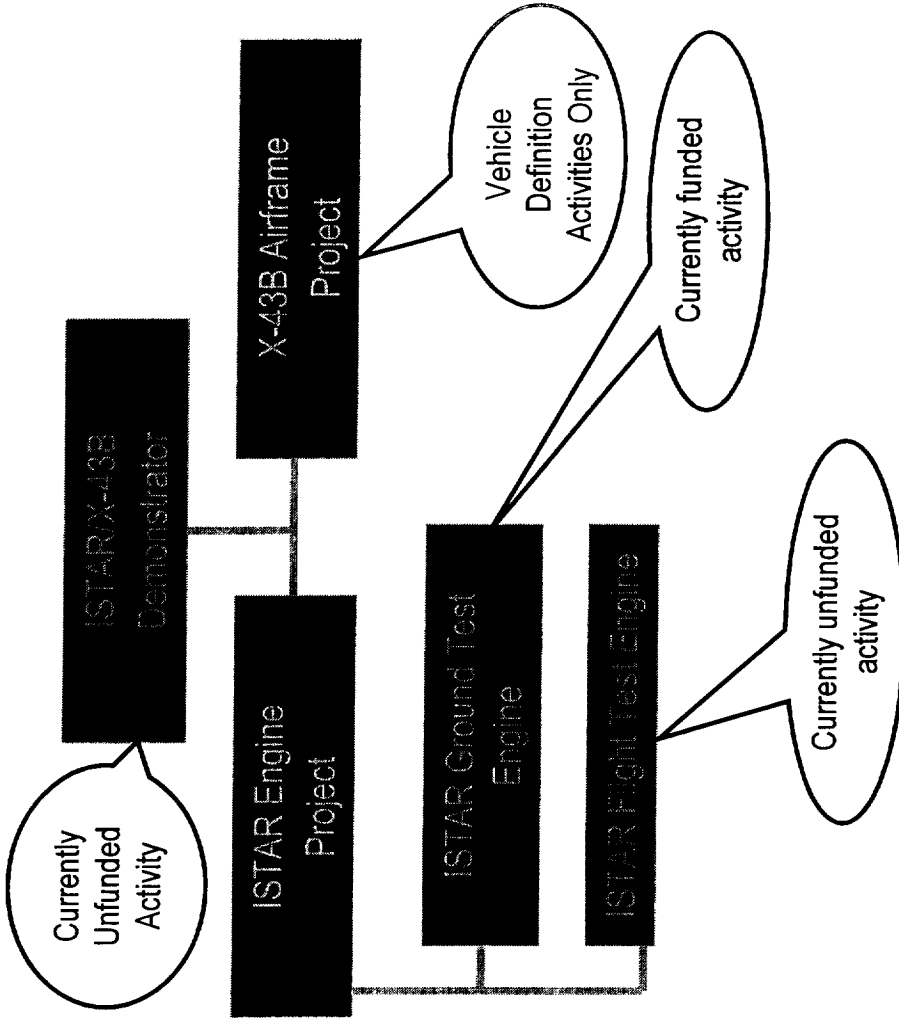 Currently
Unfunded
Activity
ISTAR/X-43B
Demonstrator
ISTAR Engine
Project
X-43B Airframe
Project
Vehicle
Definition
Activities Only
ISTAR Ground Test
Engine
Currently funded
activity
ISTAR Flight Test Engine
Currently unfunded
activity